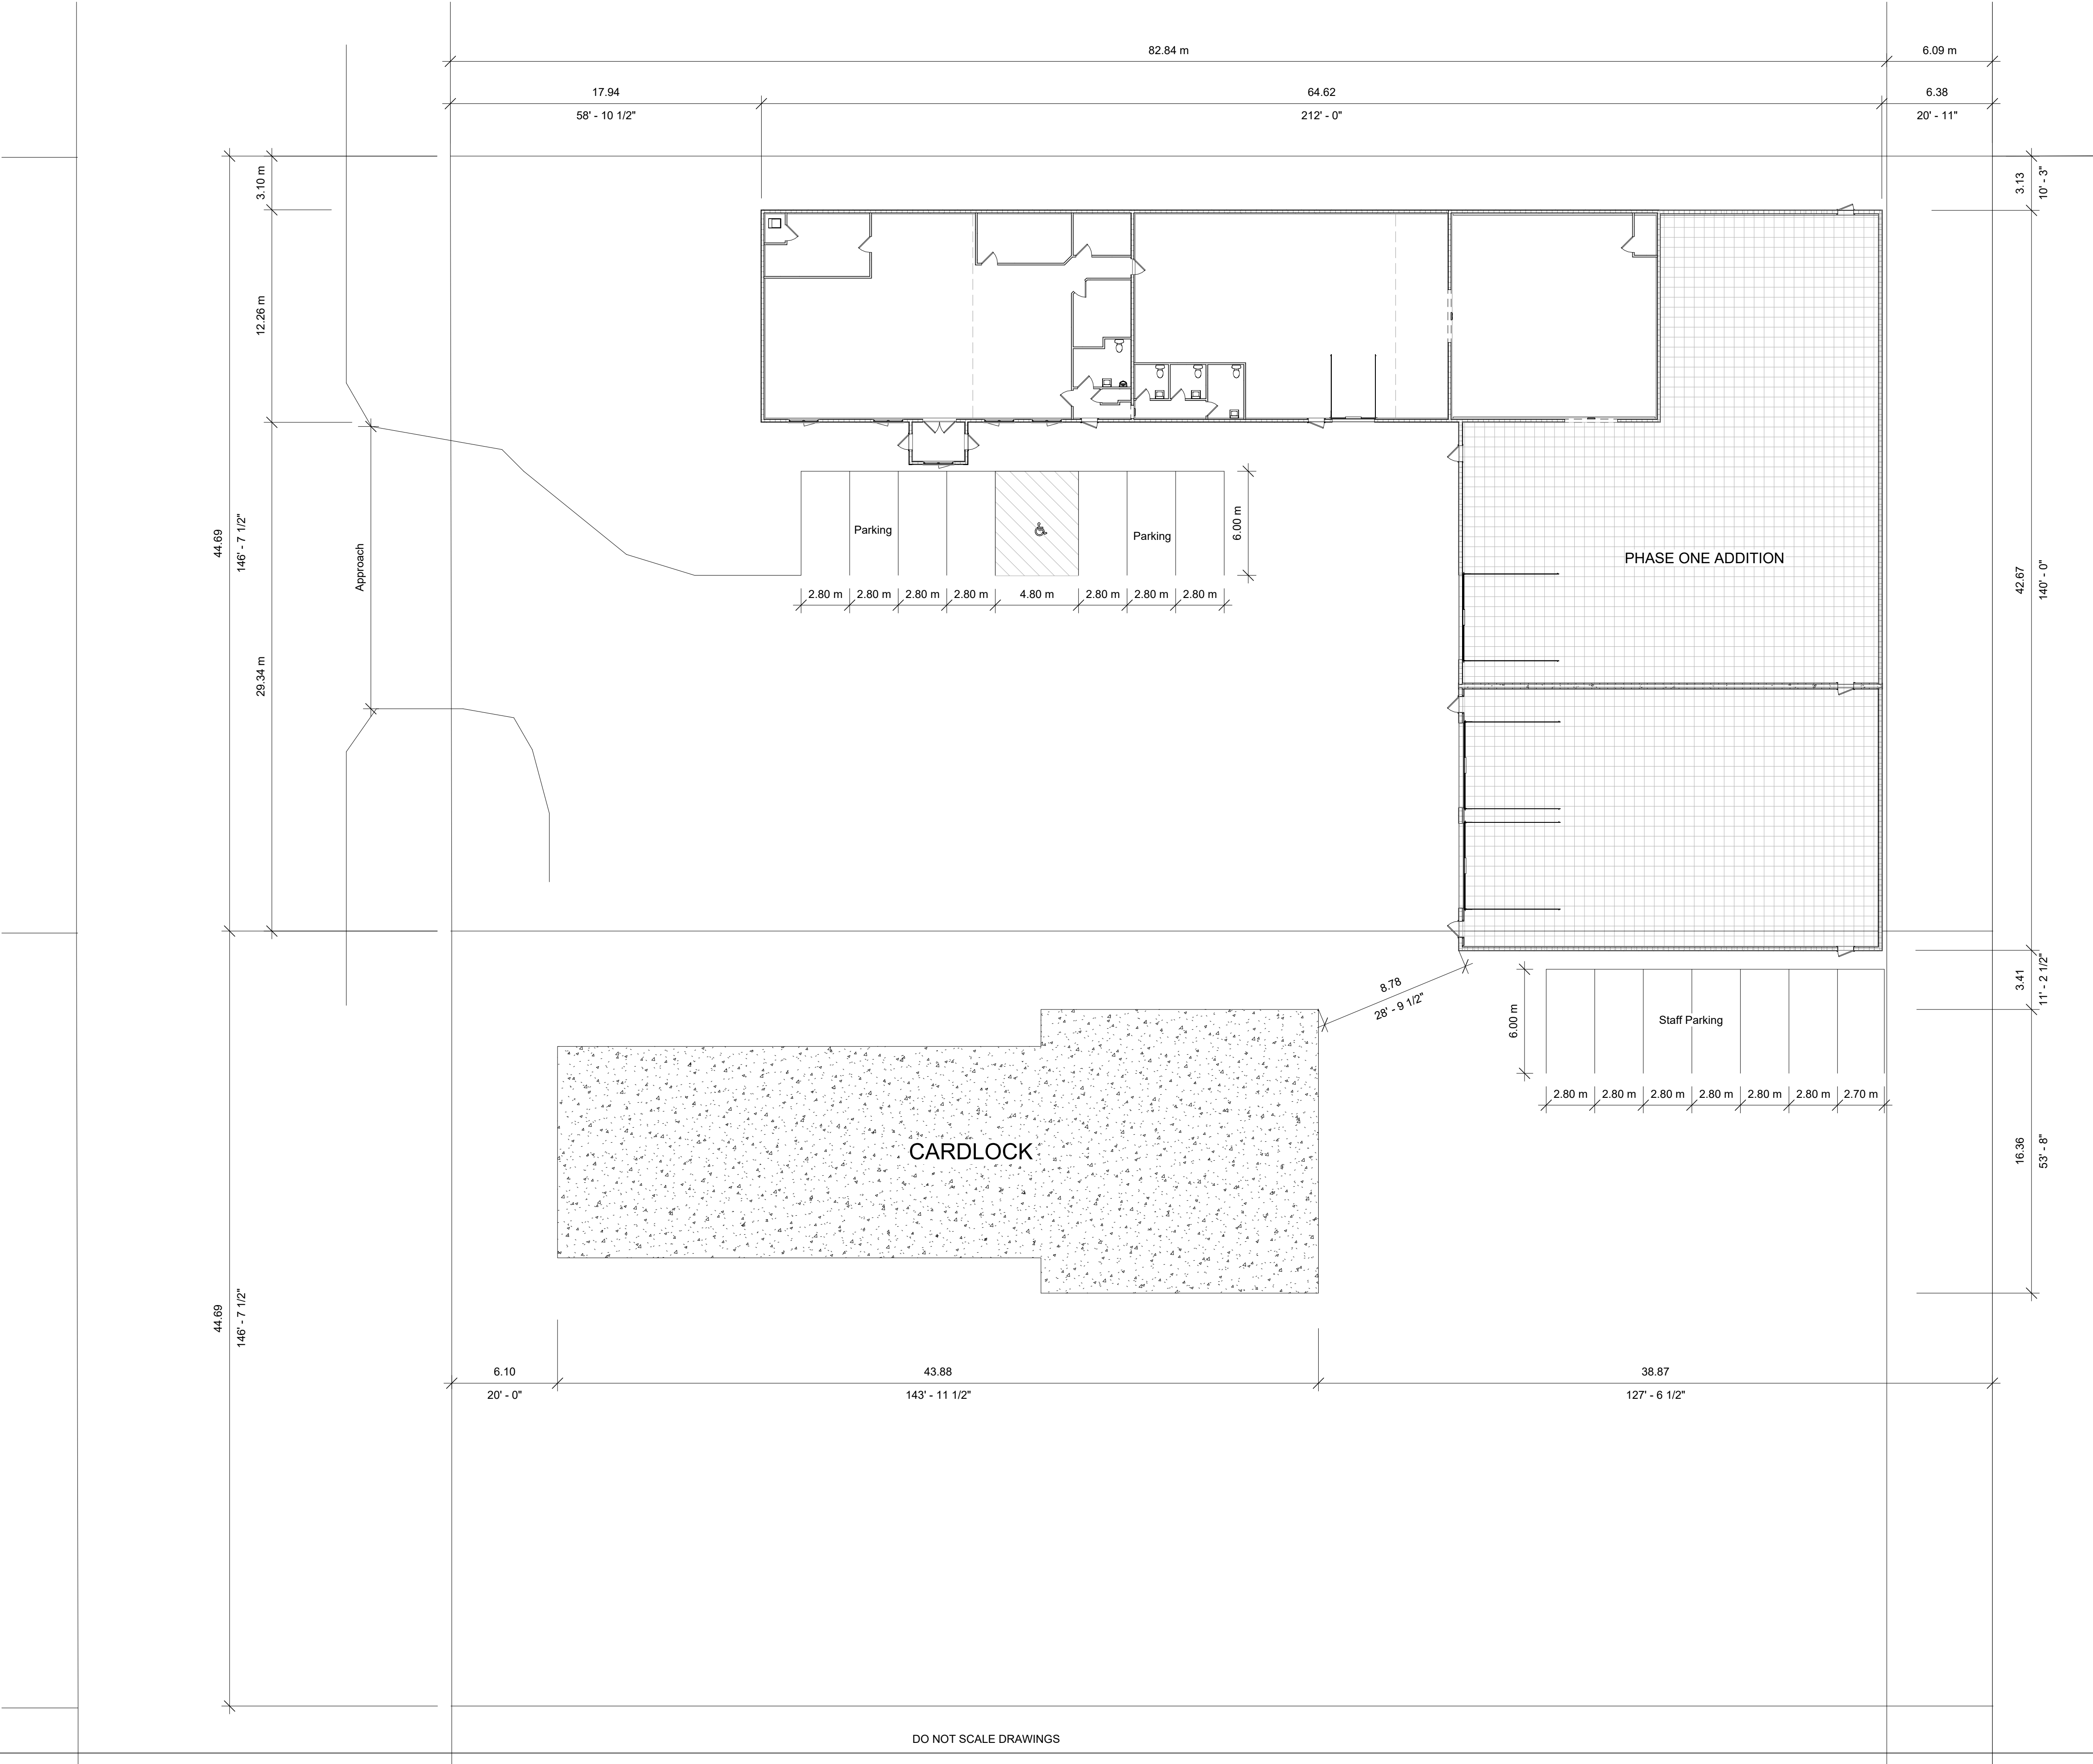 82.84 m
6.09 m
17.94
58' - 10 1/2"
64.62
212' - 0"
6.38
20' - 11"
3.10 m
12.26 m
29.34 m
44.69
146' - 7 1/2"
3.13
10' - 3"
42.67
140' - 0"
Approach
Parking
Parking
6.00 m
2.80 m
2.80 m
2.80 m
2.80 m
4.80 m
2.80 m
2.80 m
2.80 m
PHASE ONE ADDITION
8.78
28' - 9 1/2"
3.41
11' - 2 1/2"
6.00 m
Staff Parking
2.80 m
2.80 m
2.80 m
2.80 m
2.80 m
2.80 m
2.70 m
16.36
53' - 8"
CARDLOCK
44.69
146' - 7 1/2"
6.10
20' - 0"
43.88
143' - 11 1/2"
38.87
127' - 6 1/2"
DO NOT SCALE DRAWINGS